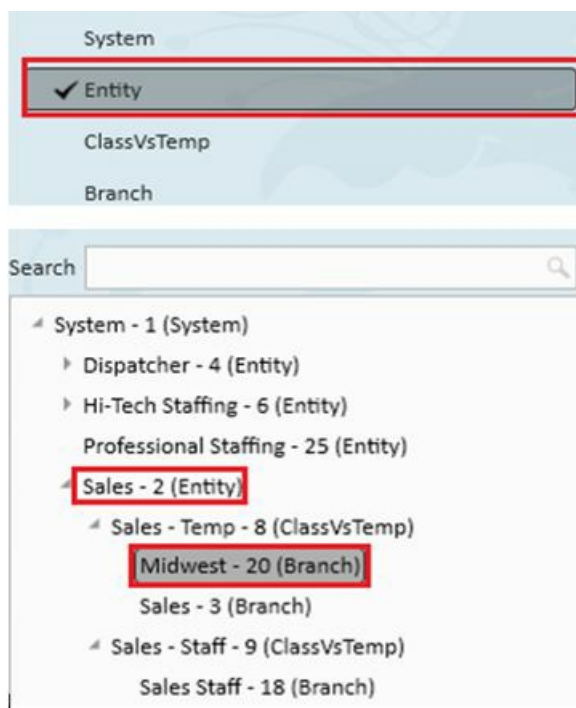 System
Entity
ClassVsTemp
Branch
Search
System - 1 (System)
Dispatcher - 4 (Entity)
Hi-Tech Staffing - 6 (Entity)
Professional Staffing - 25 (Entity)
Sales - 2 (Entity)
Sales - Temp - 8 (ClassVsTemp)
Midwest - 20 (Branch)
Sales - 3 (Branch)
Sales - Staff - 9 (ClassVsTemp)
Sales Staff - 18 (Branch)